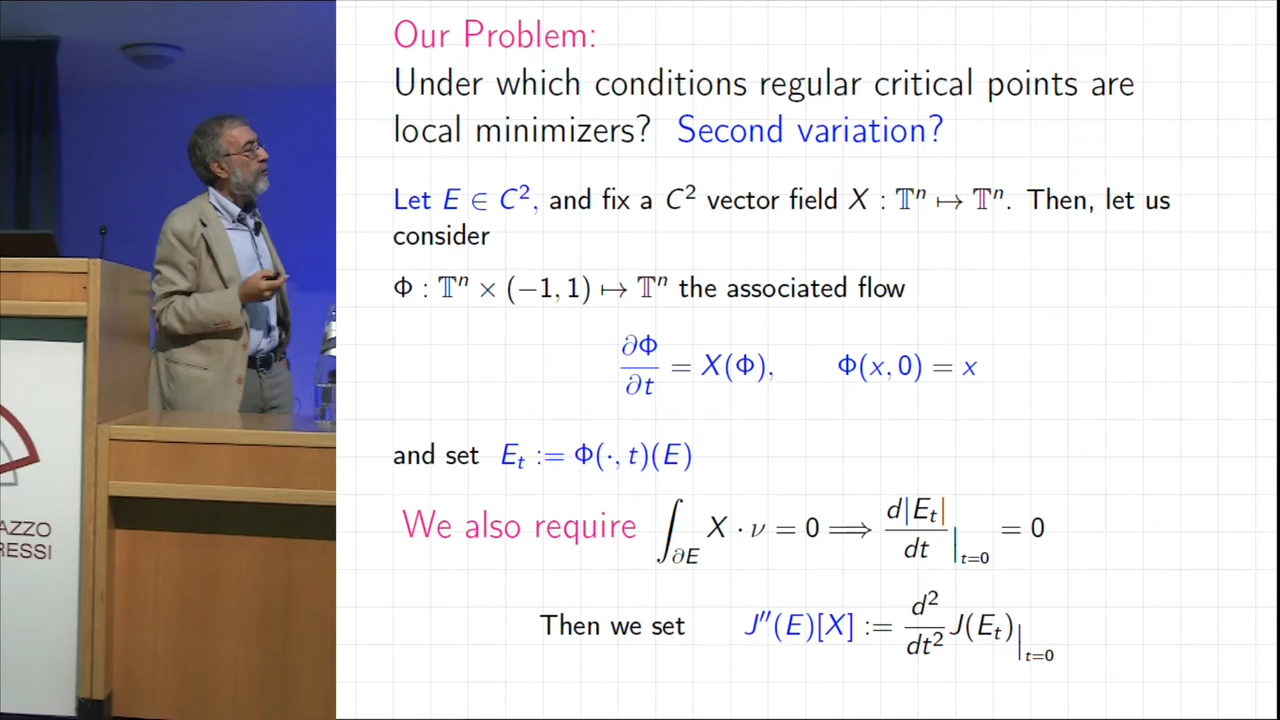 Our Problem:
Under which conditions regular critical points are
local minimizers? Second variation?
Let E ∈ C², and fix a C² vector field X : 𝕋ⁿ ↦ 𝕋ⁿ. Then, let us
consider
Φ : 𝕋ⁿ × (−1, 1) ↦ 𝕋ⁿ the associated flow
∂Φ/∂t = X(Φ), Φ(x, 0) = x
and set E_t := Φ(·, t)(E)
We also require ∫_{∂E} X · ν = 0 ⟹ d|E_t|/dt |_{t=0} = 0
Then we set J″(E)[X] := d²/dt² J(E_t)|_{t=0}
AZZO
RESSI